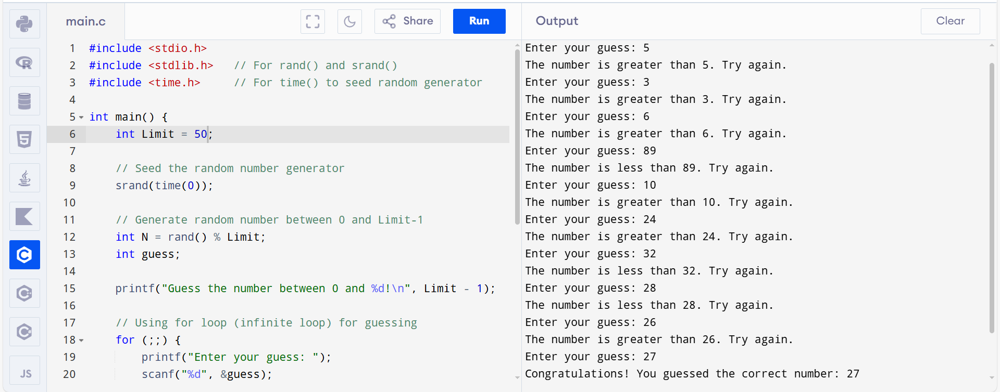 main.c
Share
Run
Output
Clear
1 #include <stdio.h>
2 #include <stdlib.h>   // For rand() and srand()
3 #include <time.h>     // For time() to seed random generator
4
5 int main() {
6     int Limit = 50;
7
8     // Seed the random number generator
9     srand(time(0));
10
11     // Generate random number between 0 and Limit-1
12     int N = rand() % Limit;
13     int guess;
14
15     printf("Guess the number between 0 and %d!\n", Limit - 1);
16
17     // Using for loop (infinite loop) for guessing
18     for (;;) {
19         printf("Enter your guess: ");
20         scanf("%d", &guess);
Enter your guess: 5
The number is greater than 5. Try again.
Enter your guess: 3
The number is greater than 3. Try again.
Enter your guess: 6
The number is greater than 6. Try again.
Enter your guess: 89
The number is less than 89. Try again.
Enter your guess: 10
The number is greater than 10. Try again.
Enter your guess: 24
The number is greater than 24. Try again.
Enter your guess: 32
The number is less than 32. Try again.
Enter your guess: 28
The number is less than 28. Try again.
Enter your guess: 26
The number is greater than 26. Try again.
Enter your guess: 27
Congratulations! You guessed the correct number: 27
R
5
C
C++
C#
JS